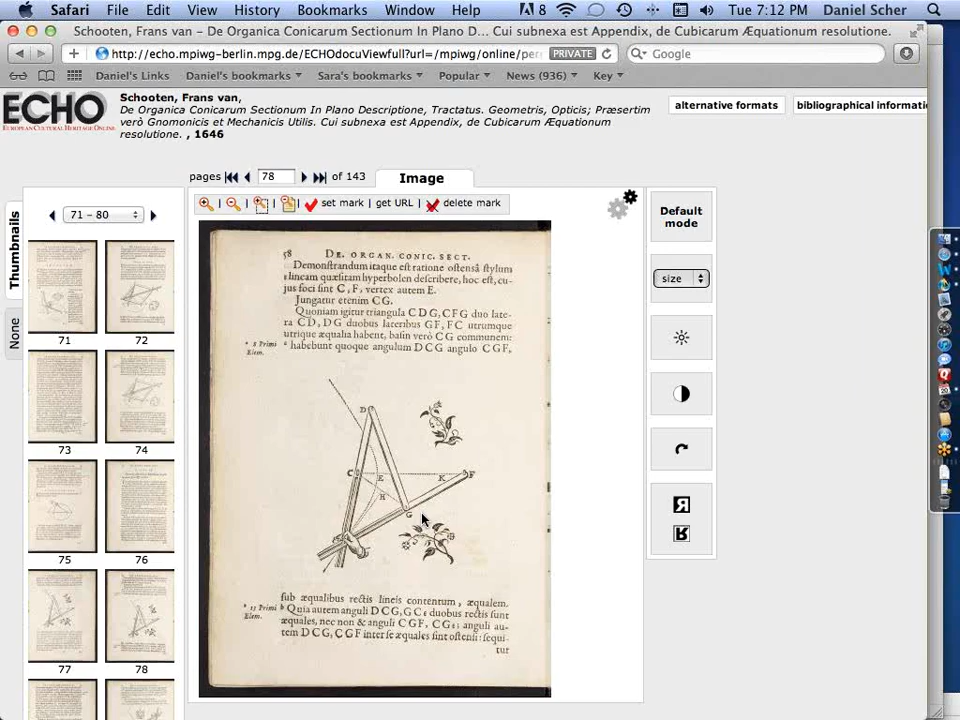 Safari File Edit View History Bookmarks Window Help 8 Tue 7:12 PM Daniel Scher
Schooten, Frans van – De Organica Conicarum Sectionum In Plano D... Cui subnexa est Appendix, de Cubicarum Æquationum resolutione.
http://echo.mpiwg-berlin.mpg.de/ECHOdocuViewfull?url=/mpiwg/online/per PRIVATE Google
Daniel's Links Daniel's bookmarks Sara's bookmarks Popular News (936) Key
ECHO
EUROPEAN CULTURAL HERITAGE ONLINE
Schooten, Frans van,
De Organica Conicarum Sectionum In Plano Descriptione, Tractatus. Geometris, Opticis; Præsertim
verò Gnomonicis et Mechanicis Utilis. Cui subnexa est Appendix, de Cubicarum Æquationum
resolutione. , 1646
alternative formats
bibliographical informati
pages 78 of 143 Image
Thumbnails
None
71 – 80
71 72
73 74
75 76
77 78
set mark | get URL | delete mark
Default
mode
size
58 DE ORGAN. CONIC. SECT.
Demonstrandum itaque est ratione ostensâ stylum
lineam quæsitam hyperbolen describere, hoc est, cu-
jus foci sint C, F, vertex autem E.
Jungatur etenim CG.
Quoniam igitur triangula CDG, CFG duo late-
ra CD, DG duobus lateribus GF, FC utrumque
utrique æqualia habent, basin verò CG communem:
* 8 Primi
Elem.
habebunt quoque angulum DCG angulo CGF,
D
C E K F
H
G
sub æqualibus rectis lineis contentum, æqualem.
* 13 Primi
Elem.
Quia autem anguli DCG, GC duobus rectis sunt
æquales, nec non & anguli CGF, CG anguli au-
tem DCG, CGF inter se æquales sint ostensi: sequi-
tur